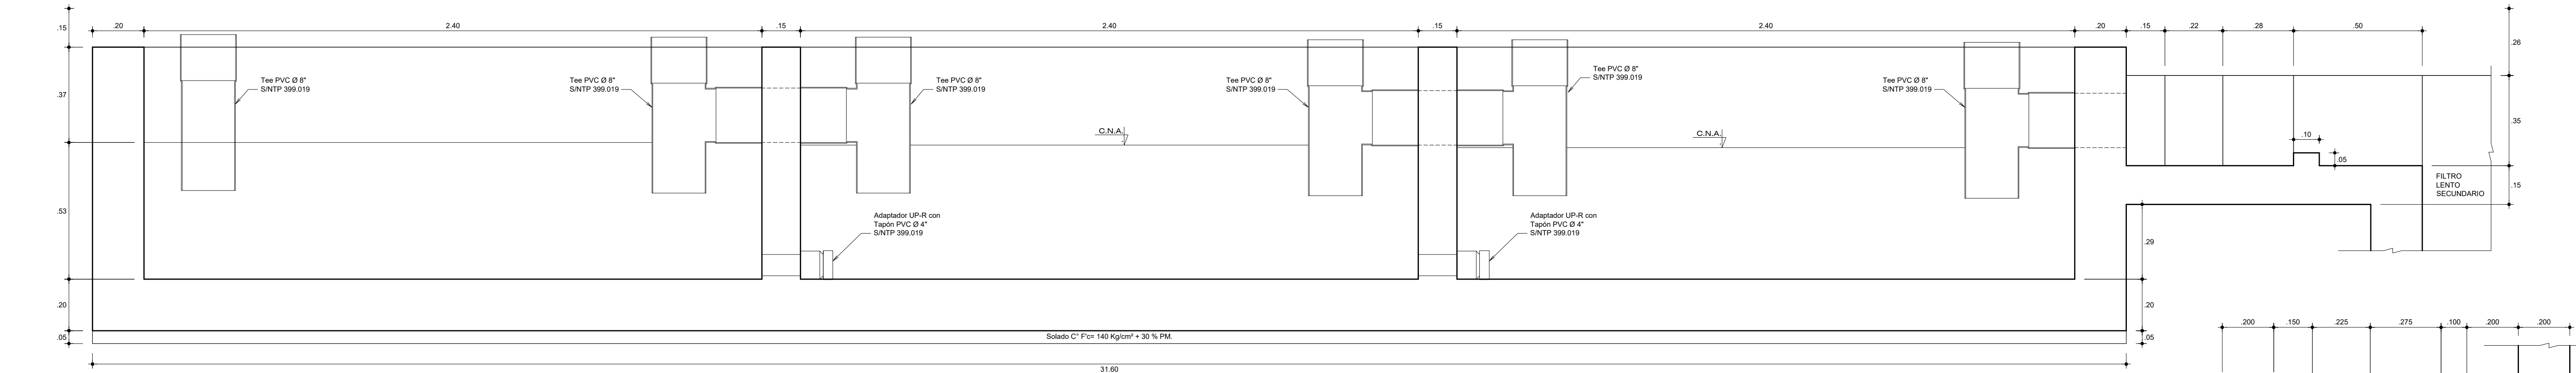 .20
2.40
.15
2.40
.15
2.40
.20
.15
.22
.28
.50
.15
.37
.53
.20
.05
Tee PVC Ø 8"
S/NTP 399.019
Tee PVC Ø 8"
S/NTP 399.019
Tee PVC Ø 8"
S/NTP 399.019
Tee PVC Ø 8"
S/NTP 399.019
Tee PVC Ø 8"
S/NTP 399.019
Tee PVC Ø 8"
S/NTP 399.019
C.N.A.
C.N.A.
Adaptador UP-R con
Tapón PVC Ø 4"
S/NTP 399.019
Adaptador UP-R con
Tapón PVC Ø 4"
S/NTP 399.019
.10
.05
.26
.35
.15
FILTRO
LENTO
SECUNDARIO
.29
.20
.05
Solado C° F'c= 140 Kg/cm² + 30 % PM.
31.60
.200
.150
.225
.275
.100
.200
.200